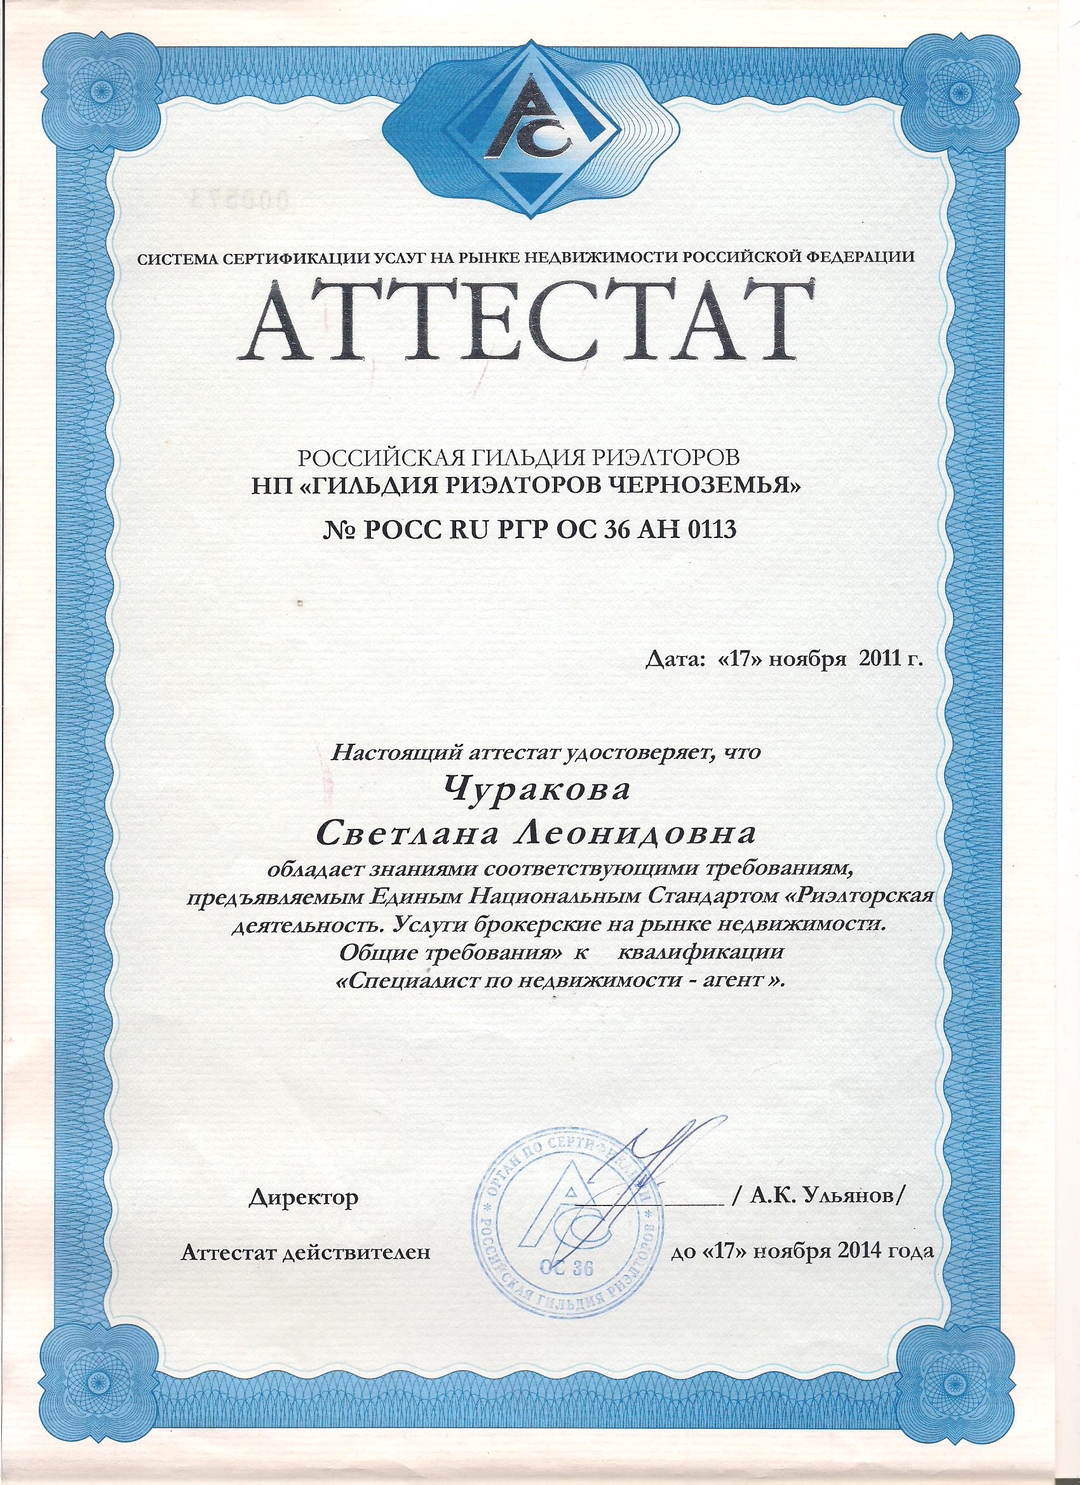 АС
000573
СИСТЕМА СЕРТИФИКАЦИИ УСЛУГ НА РЫНКЕ НЕДВИЖИМОСТИ РОССИЙСКОЙ ФЕДЕРАЦИИ
АТТЕСТАТ
РОССИЙСКАЯ ГИЛЬДИЯ РИЭЛТОРОВ
НП «ГИЛЬДИЯ РИЭЛТОРОВ ЧЕРНОЗЕМЬЯ»
№ РОСС RU РГР ОС 36 АН 0113
Дата: «17» ноября 2011 г.
Настоящий аттестат удостоверяет, что
Чуракова
Светлана Леонидовна
обладает знаниями соответствующими требованиям,
предъявляемым Единым Национальным Стандартом «Риэлторская
деятельность. Услуги брокерские на рынке недвижимости.
Общие требования» к квалификации
«Специалист по недвижимости - агент ».
Директор / А.К. Ульянов/
Аттестат действителен до «17» ноября 2014 года
* ОРГАН ПО СЕРТИФИКАЦИИ *
РОССИЙСКАЯ ГИЛЬДИЯ РИЭЛТОРОВ
АС
ОС 36